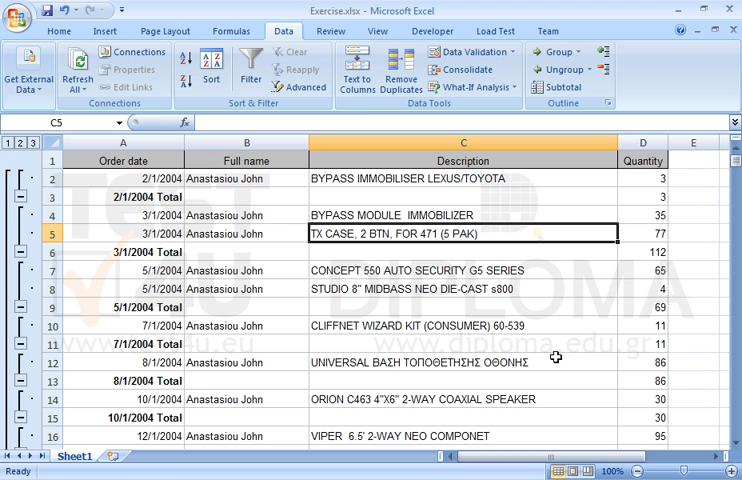 Exercise.xlsx - Microsoft Excel
Home Insert Page Layout Formulas Data Review View Developer Load Test Team
Get External Data
Refresh All
Connections
Properties
Edit Links
Connections
Sort
Filter
Clear
Reapply
Advanced
Sort & Filter
Text to Columns
Remove Duplicates
Data Validation
Consolidate
What-If Analysis
Data Tools
Group
Ungroup
Subtotal
Outline
C5 fx
1 2 3 A B C D E
1 Order date Full name Description Quantity
2 2/1/2004 Anastasiou John BYPASS IMMOBILISER LEXUS/TOYOTA 3
3 2/1/2004 Total 3
4 3/1/2004 Anastasiou John BYPASS MODULE IMMOBILIZER 35
5 3/1/2004 Anastasiou John TX CASE, 2 BTN, FOR 471 (5 PAK) 77
6 3/1/2004 Total 112
7 5/1/2004 Anastasiou John CONCEPT 550 AUTO SECURITY G5 SERIES 65
8 5/1/2004 Anastasiou John STUDIO 8" MIDBASS NEO DIE-CAST s800 4
9 5/1/2004 Total 69
10 7/1/2004 Anastasiou John CLIFFNET WIZARD KIT (CONSUMER) 60-539 11
11 7/1/2004 Total 11
12 8/1/2004 Anastasiou John UNIVERSAL ΒΑΣΗ ΤΟΠΟΘΕΤΗΣΗΣ ΟΘΟΝΗΣ 86
13 8/1/2004 Total 86
14 10/1/2004 Anastasiou John ORION C463 4"X6" 2-WAY COAXIAL SPEAKER 30
15 10/1/2004 Total 30
16 12/1/2004 Anastasiou John VIPER 6.5' 2-WAY NEO COMPONET 95
TEST 4U
DIPLOMA
www.test4u.eu www.diploma.edu.gr
Sheet1
Ready 100%